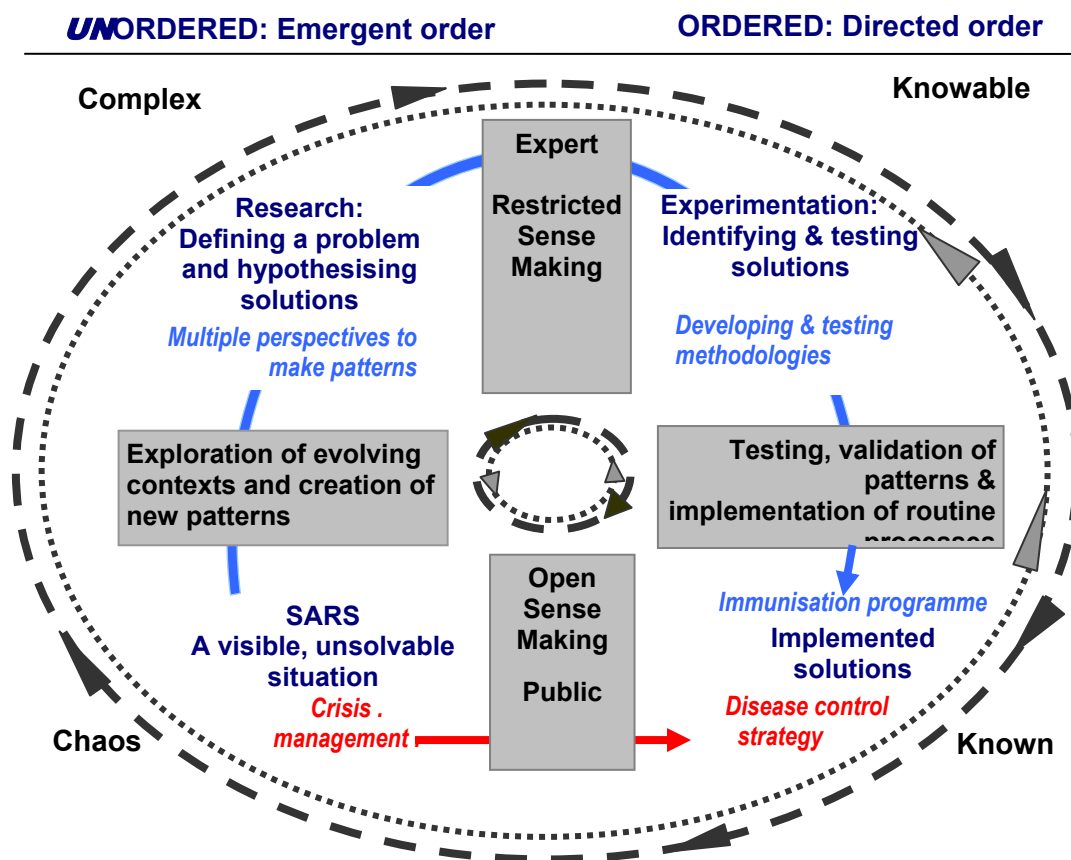 UNORDERED: Emergent order
ORDERED: Directed order
Complex
Knowable
Expert
Restricted
Sense
Making
Research:
Defining a problem
and hypothesising
solutions
Multiple perspectives to
make patterns
Experimentation:
Identifying & testing
solutions
Developing & testing
methodologies
Exploration of evolving
contexts and creation of
new patterns
Testing, validation of
patterns &
implementation of routine
processes
Open
Sense
Making
Public
SARS
A visible, unsolvable
situation
Crisis .
management .
Immunisation programme
Implemented
solutions
Disease control
strategy
Chaos
Known